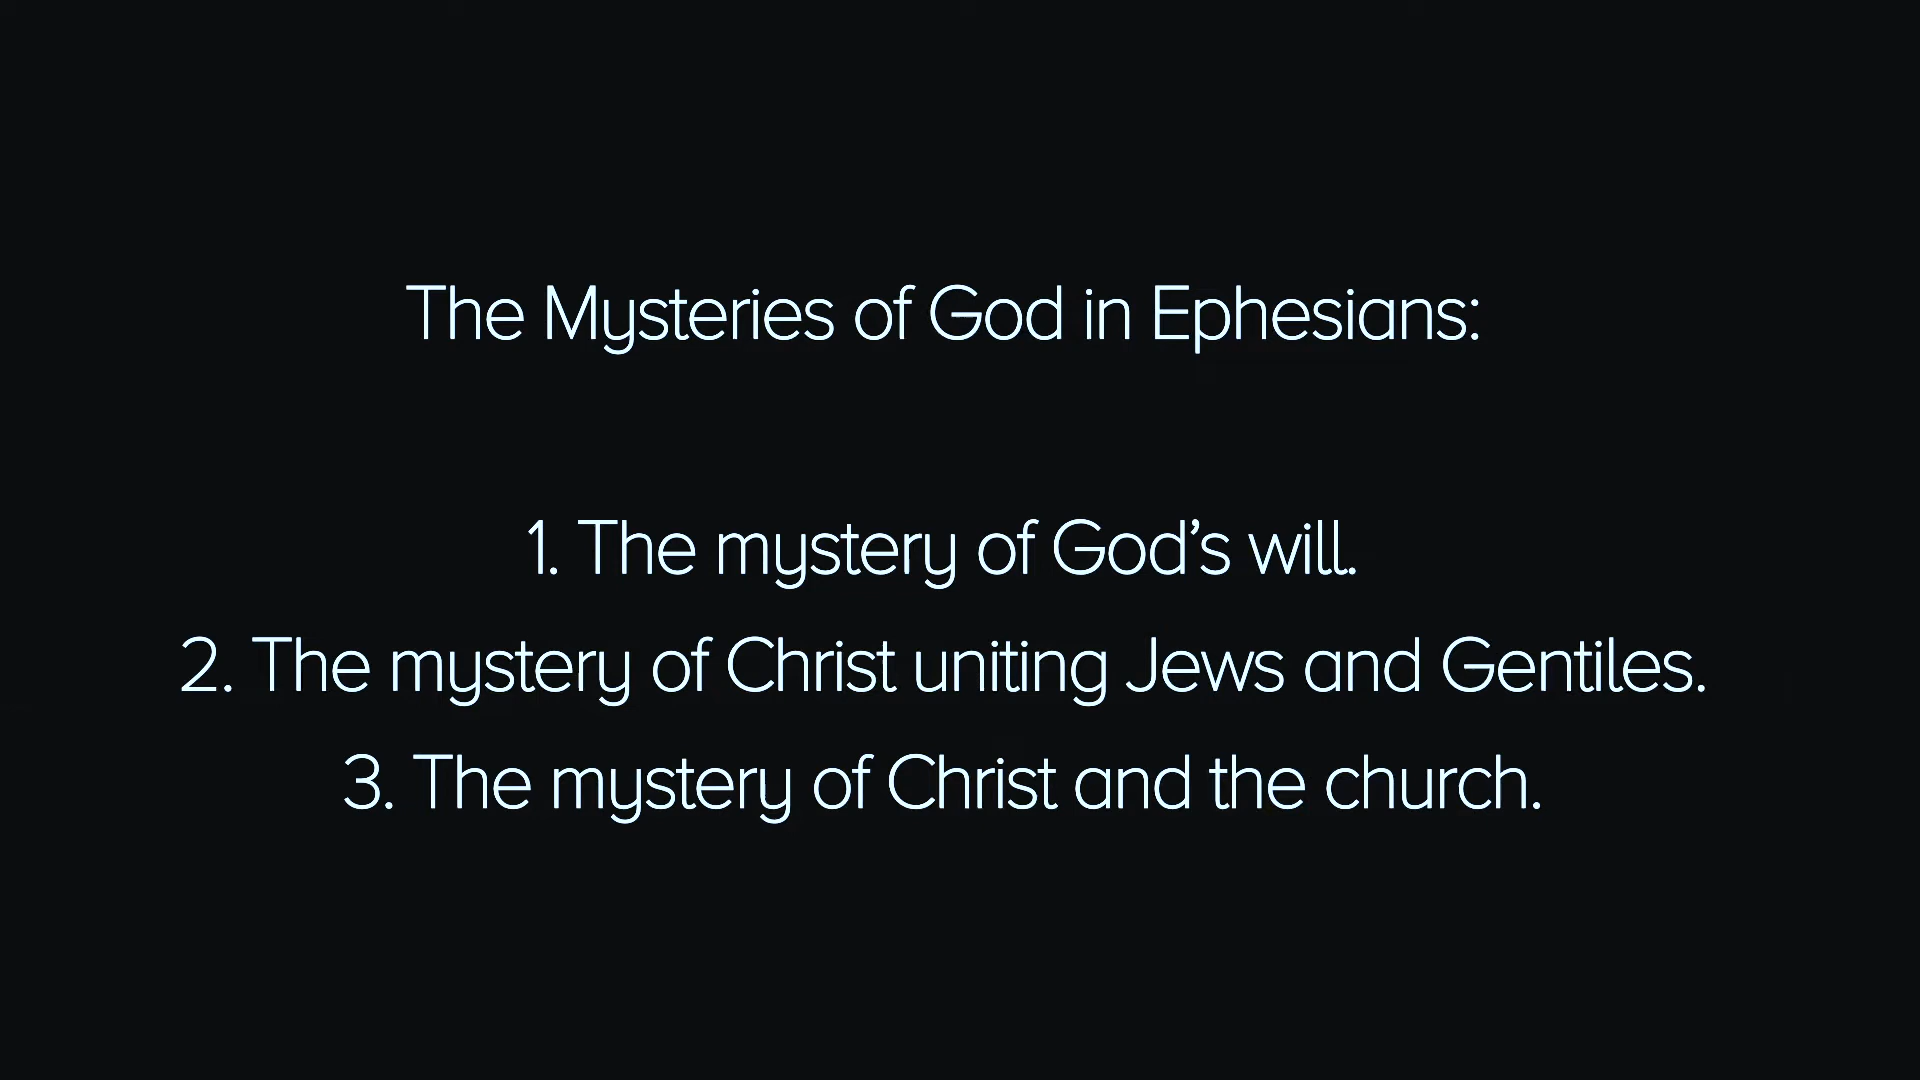 The Mysteries of God in Ephesians:
1. The mystery of God’s will.
2. The mystery of Christ uniting Jews and Gentiles.
3. The mystery of Christ and the church.